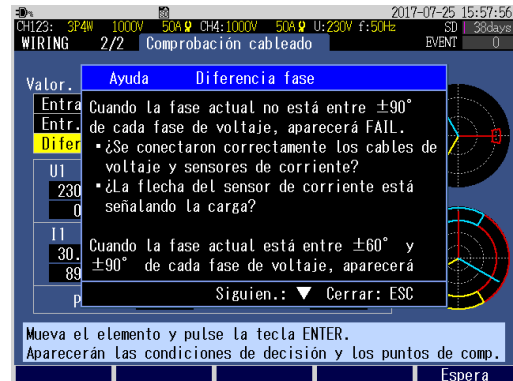 2017-07-25 15:57:56
CH123: 3P4W 1000V 50A CH4:1000V 50A U:230V f:50Hz SD 38days
WIRING 2/2 Comprobación cableado EVENT 0
Valor.
Entra
Entr.
Difer
U1
230
0
I1
30.
89
P
Ayuda Diferencia fase
Cuando la fase actual no está entre ±90°
de cada fase de voltaje, aparecerá FAIL.
▪¿Se conectaron correctamente los cables de
voltaje y sensores de corriente?
▪¿La flecha del sensor de corriente está
señalando la carga?
Cuando la fase actual está entre ±60° y
±90° de cada fase de voltaje, aparecerá
Siguien.: ▼ Cerrar: ESC
Mueva el elemento y pulse la tecla ENTER.
Aparecerán las condiciones de decisión y los puntos de comp.
Espera